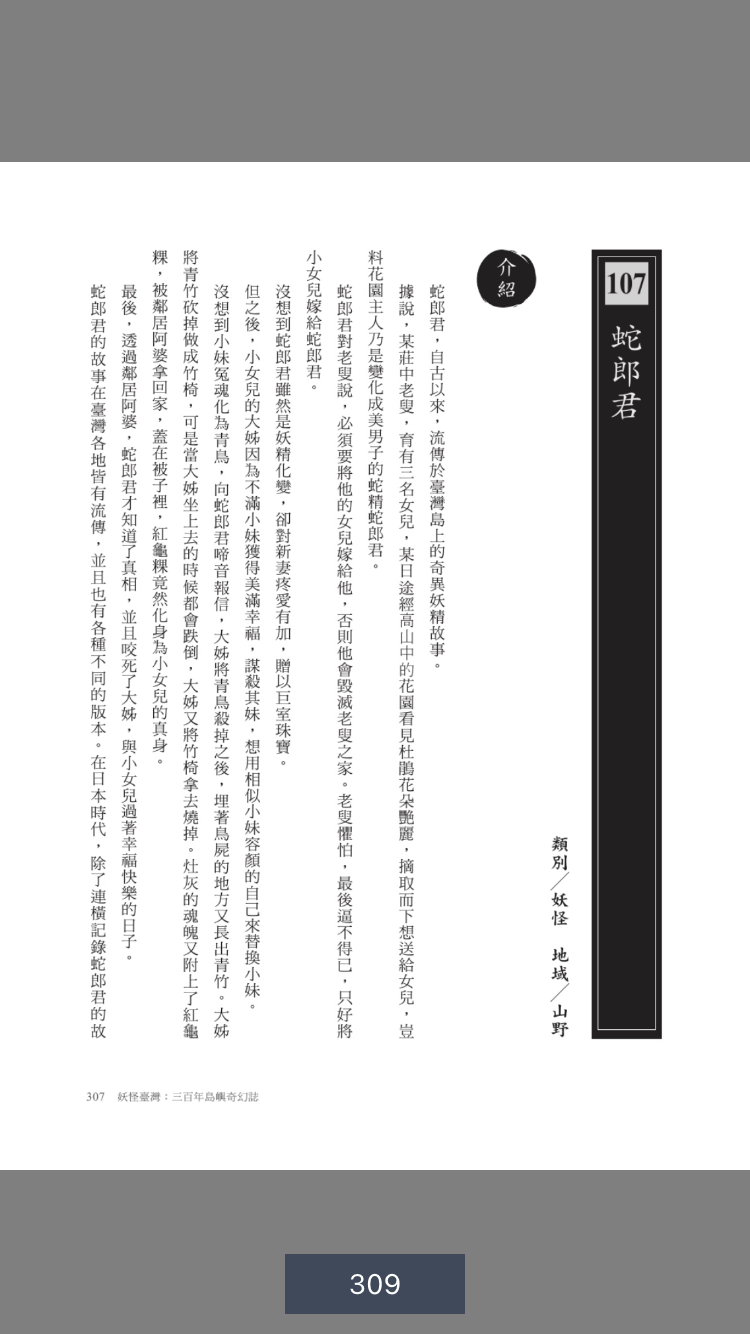 107
蛇郎君
類別／妖怪　地域／山野
介紹
蛇郎君，自古以來，流傳於臺灣島上的奇異妖精故事。
據說，某莊中老叟，育有三名女兒，某日途經高山中的花園看見杜鵑花朵艷麗，摘取而下想送給女兒，豈
料花園主人乃是變化成美男子的蛇精蛇郎君。
蛇郎君對老叟說，必須要將他的女兒嫁給他，否則他會毀滅老叟之家。老叟懼怕，最後逼不得已，只好將
小女兒嫁給蛇郎君。
沒想到蛇郎君雖然是妖精化變，卻對新妻疼愛有加，贈以巨室珠寶。
但之後，小女兒的大姊因為不滿小妹獲得美滿幸福，謀殺其妹，想用相似小妹容顏的自己來替換小妹。
沒想到小妹冤魂化為青鳥，向蛇郎君啼音報信，大姊將青鳥殺掉之後，埋著鳥屍的地方又長出青竹。大姊
將青竹砍掉做成竹椅，可是當大姊坐上去的時候都會跌倒，大姊又將竹椅拿去燒掉。灶灰的魂魄又附上了紅龜
粿，被鄰居阿婆拿回家，蓋在被子裡，紅龜粿竟然化身為小女兒的真身。
最後，透過鄰居阿婆，蛇郎君才知道了真相，並且咬死了大姊，與小女兒過著幸福快樂的日子。
蛇郎君的故事在臺灣各地皆有流傳，並且也有各種不同的版本。在日本時代，除了連橫記錄蛇郎君的故
307　妖怪臺灣：三百年島嶼奇幻誌
309